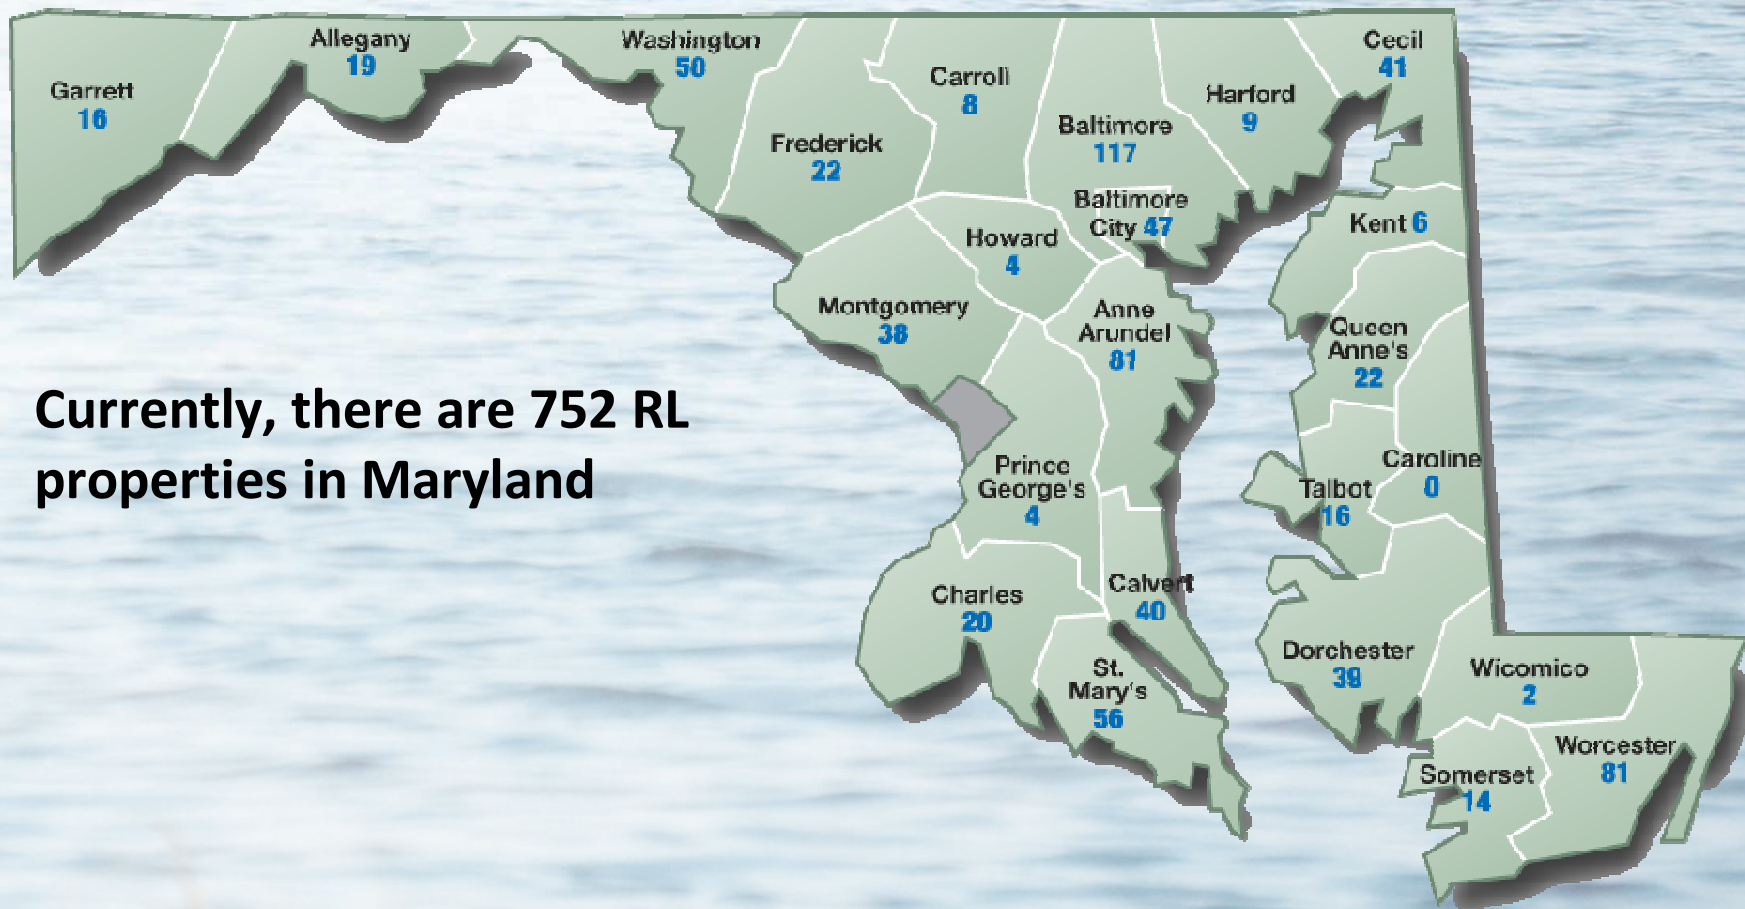 Garrett
16
Allegany
19
Washington
50
Frederick
22
Carroll
8
Baltimore
117
Baltimore
City 47
Harford
9
Cecil
41
Kent 6
Howard
4
Montgomery
38
Anne
Arundel
81
Queen
Anne's
22
Currently, there are 752 RL
properties in Maryland
Prince
George's
4
Caroline
0
Talbot
16
Charles
20
Calvert
40
St.
Mary's
56
Dorchester
39
Wicomico
2
Worcester
81
Somerset
14